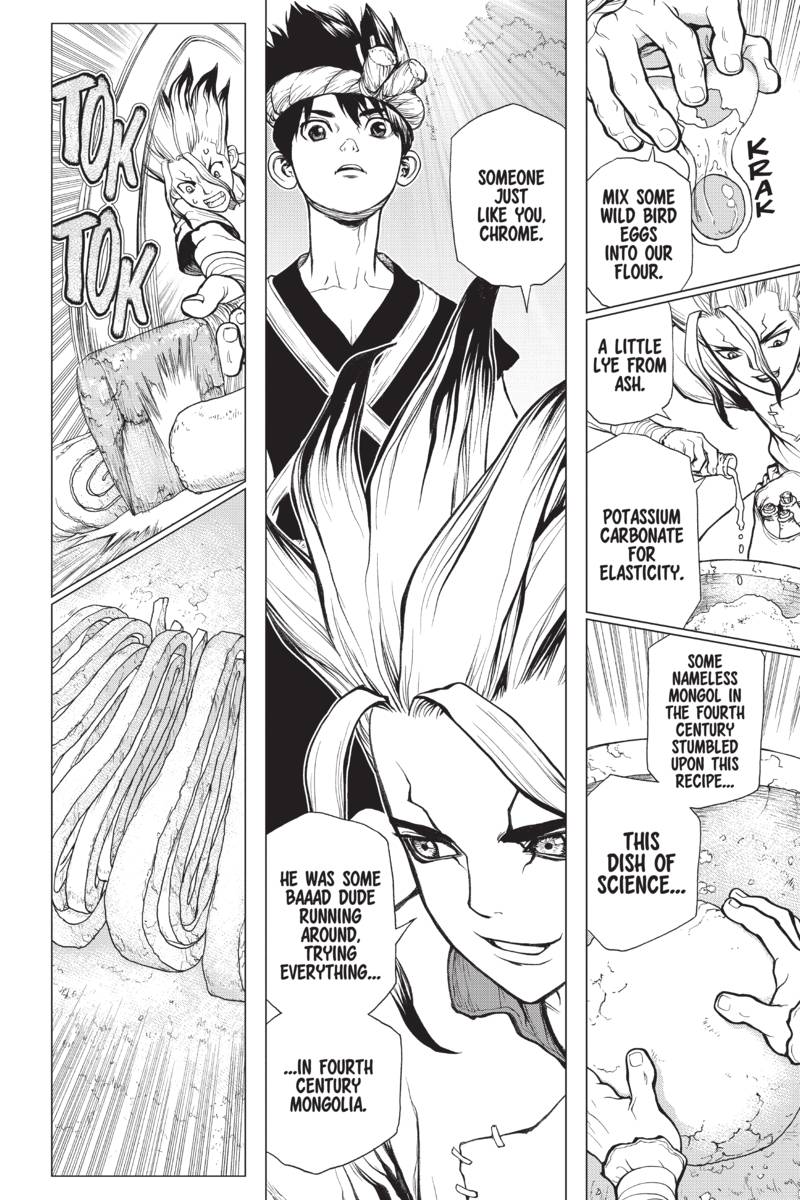 KRAK
MIX SOME
WILD BIRD
EGGS
INTO OUR
FLOUR.
A LITTLE
LYE FROM
ASH.
POTASSIUM
CARBONATE
FOR
ELASTICITY.
SOME
NAMELESS
MONGOL IN
THE FOURTH
CENTURY
STUMBLED
UPON THIS
RECIPE...
THIS
DISH OF
SCIENCE...
SOMEONE
JUST
LIKE YOU,
CHROME.
HE WAS SOME
BAAAD DUDE
RUNNING
AROUND,
TRYING
EVERYTHING...
...IN FOURTH
CENTURY
MONGOLIA.
TOK
TOK